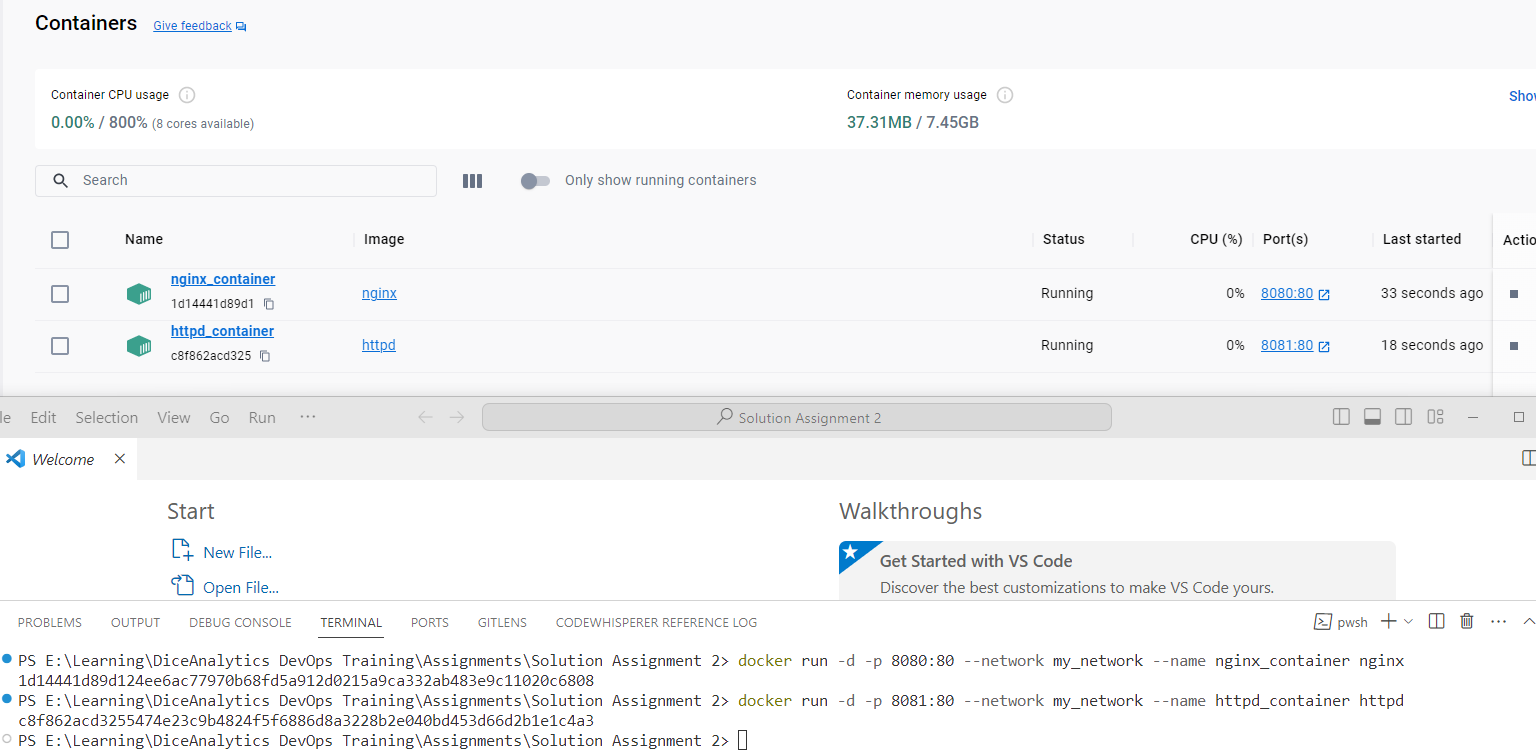 Containers Give feedback
Container CPU usage
Container memory usage
Show
0.00% / 800% (8 cores available)
37.31MB / 7.45GB
Search
Only show running containers
Name Image Status CPU (%) Port(s) Last started Actio
nginx_container
1d14441d89d1
nginx Running 0% 8080:80 33 seconds ago
httpd_container
c8f862acd325
httpd Running 0% 8081:80 18 seconds ago
le Edit Selection View Go Run ··· Solution Assignment 2
Welcome
Start
Walkthroughs
New File...
Get Started with VS Code
Open File...
Discover the best customizations to make VS Code yours.
PROBLEMS OUTPUT DEBUG CONSOLE TERMINAL PORTS GITLENS CODEWHISPERER REFERENCE LOG pwsh
PS E:\Learning\DiceAnalytics DevOps Training\Assignments\Solution Assignment 2> docker run -d -p 8080:80 --network my_network --name nginx_container nginx
1d14441d89d124ee6ac77970b68fd5a912d0215a9ca332ab483e9c11020c6808
PS E:\Learning\DiceAnalytics DevOps Training\Assignments\Solution Assignment 2> docker run -d -p 8081:80 --network my_network --name httpd_container httpd
c8f862acd3255474e23c9b4824f5f6886d8a3228b2e040bd453d66d2b1e1c4a3
PS E:\Learning\DiceAnalytics DevOps Training\Assignments\Solution Assignment 2>